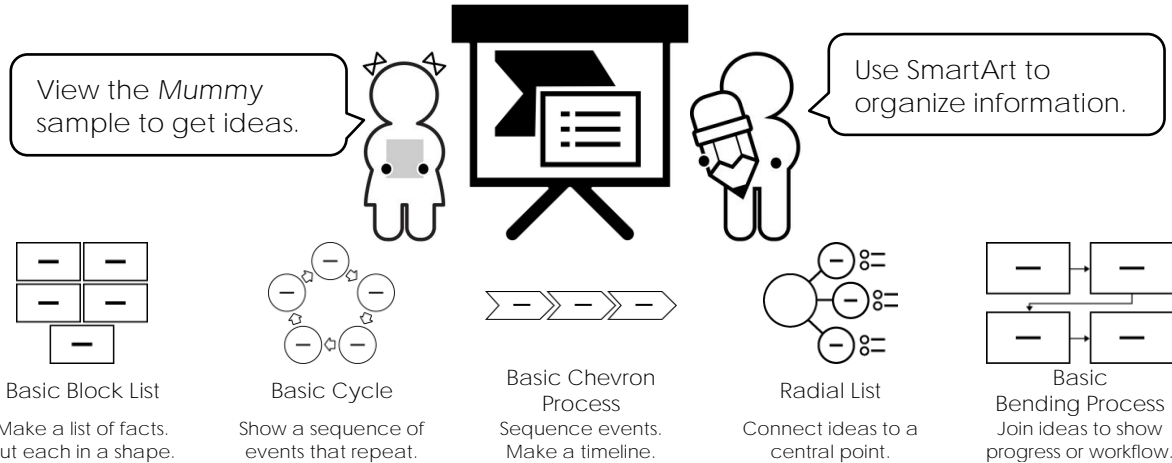 View the Mummy
sample to get ideas.
Use SmartArt to
organize information.
Basic Block List
Make a list of facts.
ut each in a shape.
Basic Cycle
Show a sequence of
events that repeat.
Basic Chevron
Process
Sequence events.
Make a timeline.
Radial List
Connect ideas to a
central point.
Basic
Bending Process
Join ideas to show
progress or workflow.